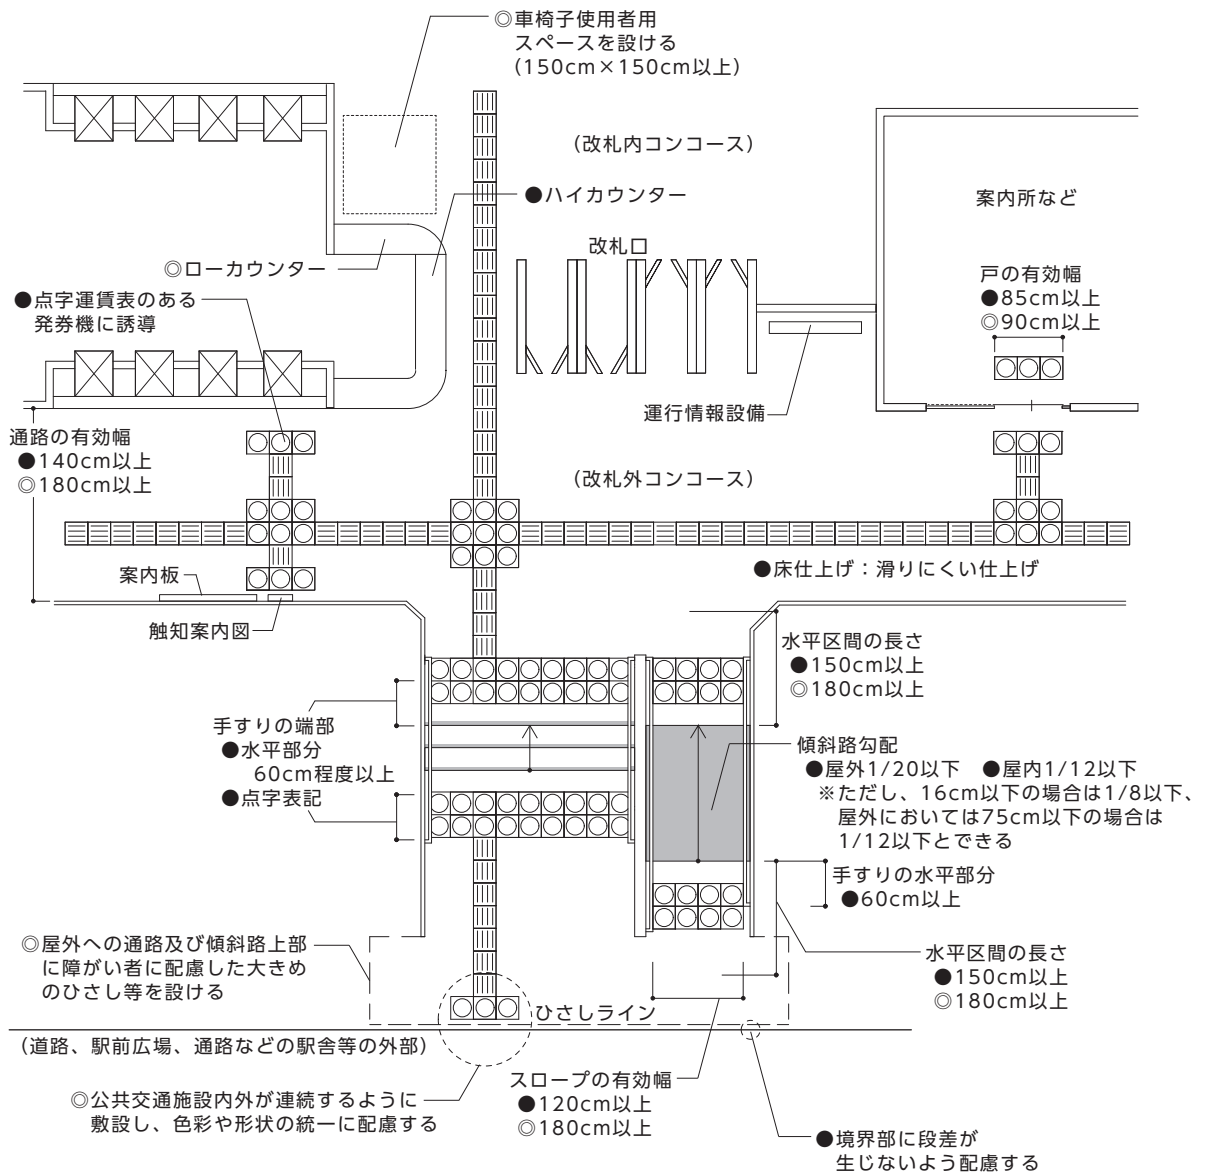 ◎車椅子使用者用
スペースを設ける
(150cm×150cm以上)
(改札内コンコース)
●ハイカウンター
案内所など
改札口
◎ローカウンター
戸の有効幅
●85cm以上
◎90cm以上
●点字運賃表のある
発券機に誘導
運行情報設備
通路の有効幅
●140cm以上
◎180cm以上
(改札外コンコース)
●床仕上げ：滑りにくい仕上げ
案内板
触知案内図
水平区間の長さ
●150cm以上
◎180cm以上
手すりの端部
●水平部分
60cm程度以上
●点字表記
傾斜路勾配
●屋外1/20以下 ●屋内1/12以下
※ただし、16cm以下の場合は1/8以下、
屋外においては75cm以下の場合は
1/12以下とできる
手すりの水平部分
●60cm以上
◎屋外への通路及び傾斜路上部
に障がい者に配慮した大きめ
のひさし等を設ける
水平区間の長さ
●150cm以上
◎180cm以上
ひさしライン
(道路、駅前広場、通路などの駅舎等の外部)
◎公共交通施設内外が連続するように
敷設し、色彩や形状の統一に配慮する
スロープの有効幅
●120cm以上
◎180cm以上
●境界部に段差が
生じないよう配慮する